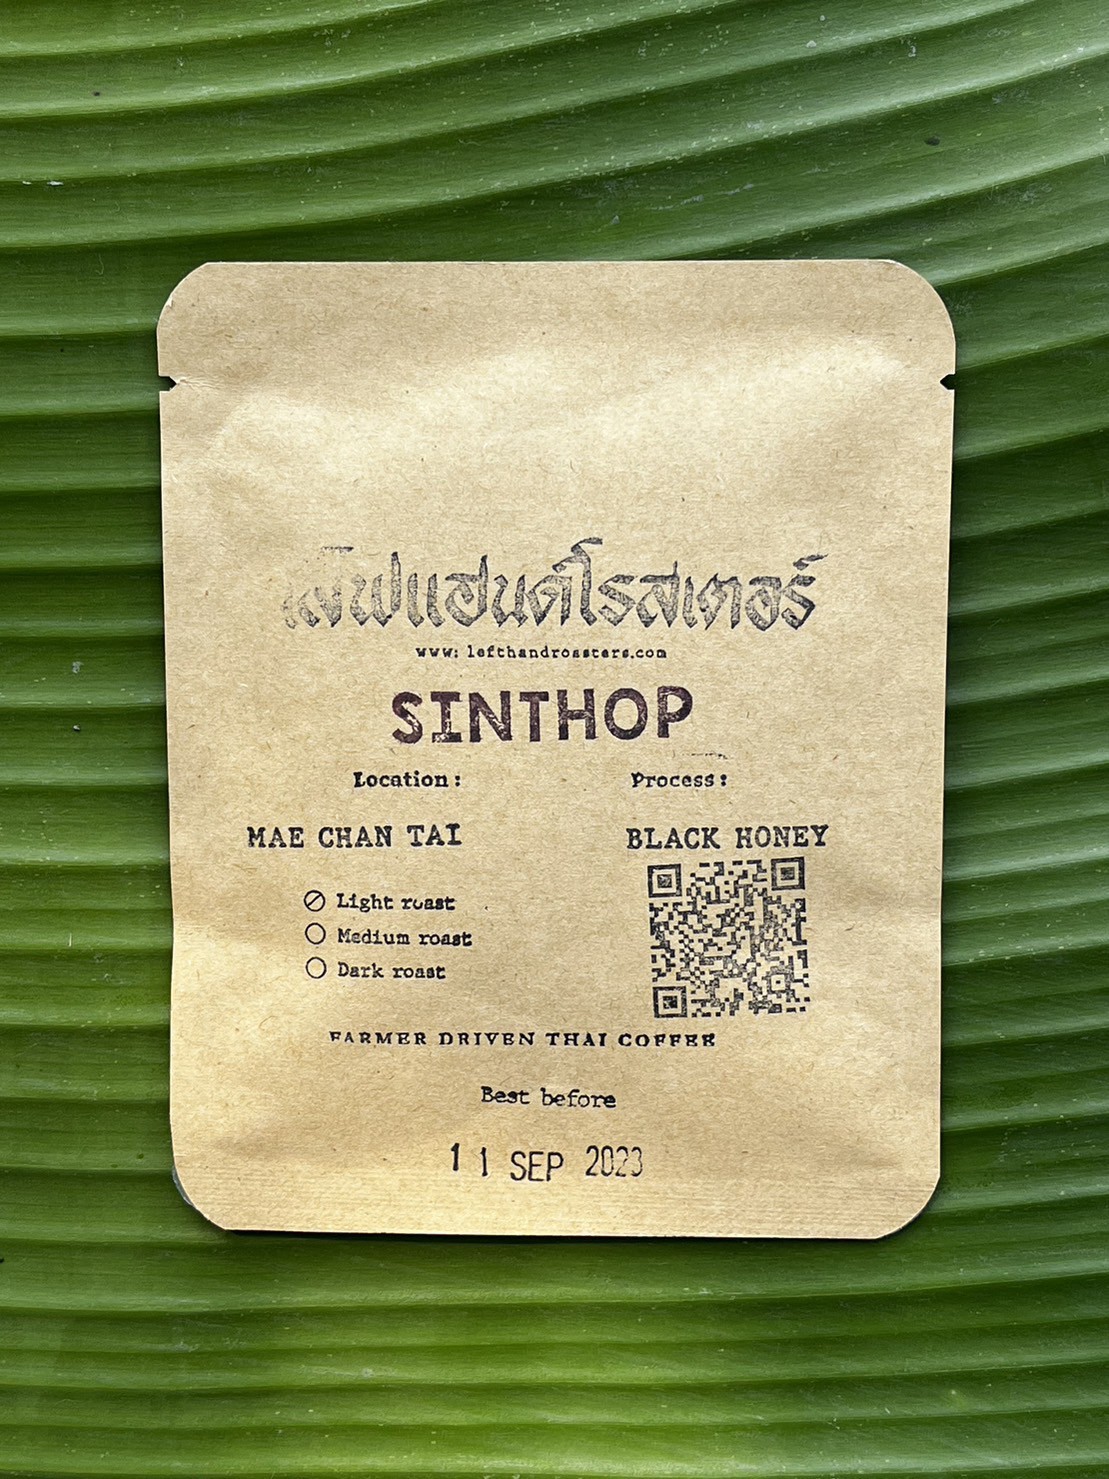 เล็ฟแฮนด์โรสเตอร์
www: lefthandroasters.com
SINTHOP
Location: Process:
MAE CHAN TAI BLACK HONEY
Light roast
Medium roast
Dark roast
FARMER DRIVEN THAI COFFEE
Best before
11 SEP 2023